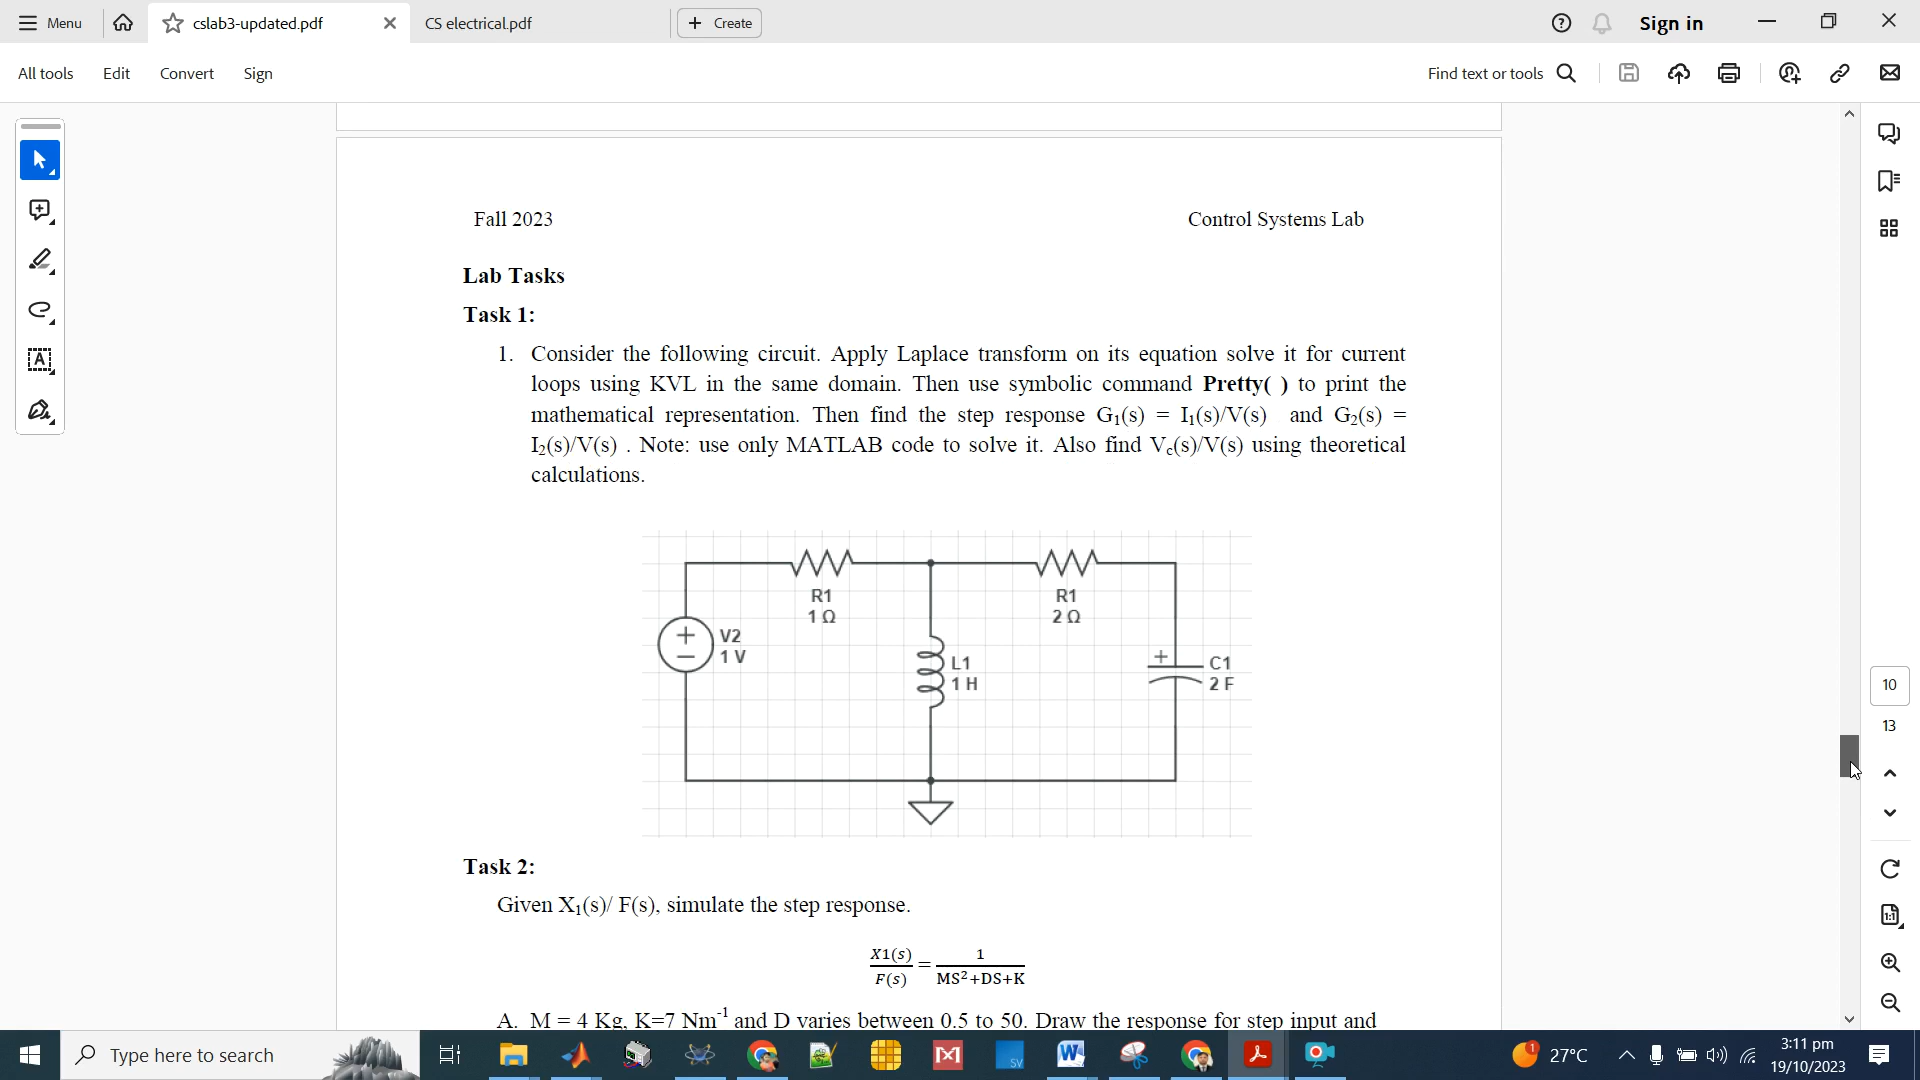 Menu
cslab3-updated.pdf
CS electrical.pdf
Create
Sign in
All tools
Edit
Convert
Sign
Find text or tools
Fall 2023
Control Systems Lab
Lab Tasks
Task 1:
1. Consider the following circuit. Apply Laplace transform on its equation solve it for current
loops using KVL in the same domain. Then use symbolic command Pretty( ) to print the
mathematical representation. Then find the step response G₁(s) = I₁(s)/V(s) and G₂(s) =
I₂(s)/V(s) . Note: use only MATLAB code to solve it. Also find Vc(s)/V(s) using theoretical
calculations.
R1
1 Ω
R1
2 Ω
V2
1 V
L1
1 H
C1
2 F
Task 2:
Given X₁(s)/ F(s), simulate the step response.
X1(s)/F(s) = 1/(MS²+DS+K)
A. M = 4 Kg, K=7 Nm⁻¹ and D varies between 0.5 to 50. Draw the response for step input and
10
13
1:1
Type here to search
SV
1
27°C
3:11 pm
19/10/2023